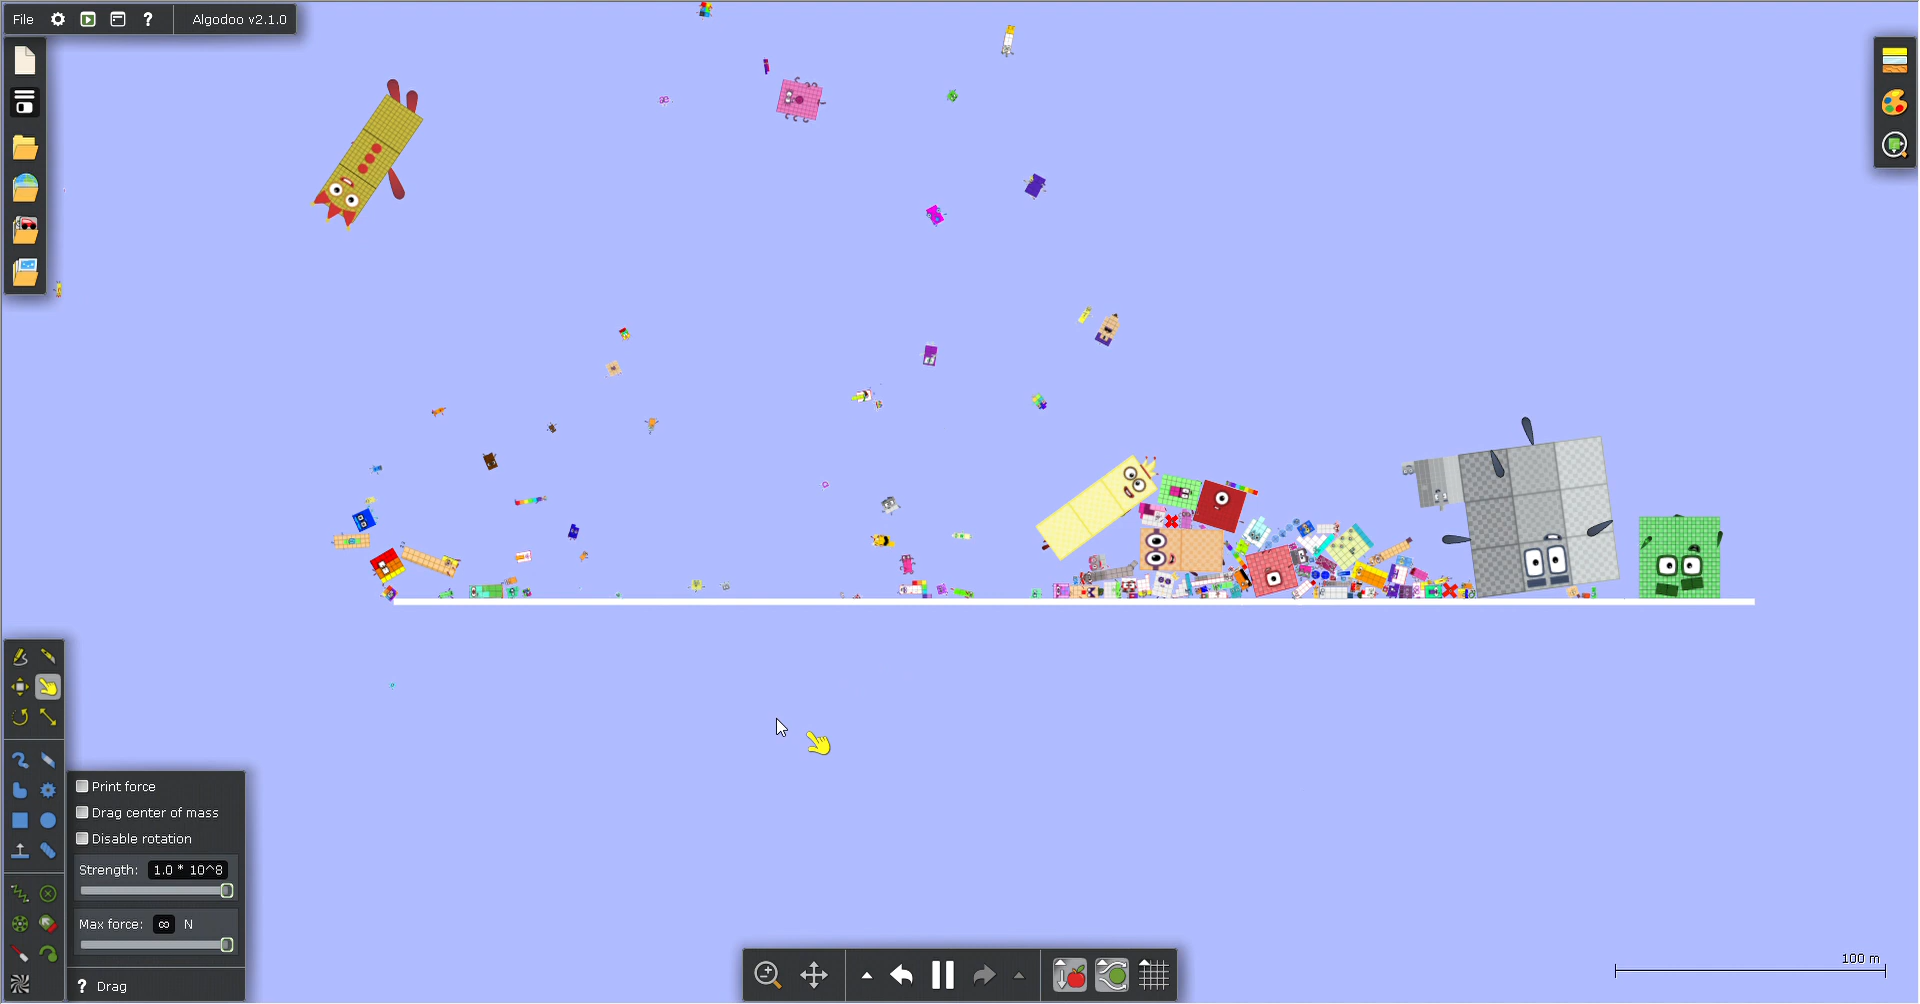 File ? Algodoo v2.1.0
Print force
Drag center of mass
Disable rotation
Strength: 1.0 * 10^8
Max force: ∞ N
? Drag
100 m